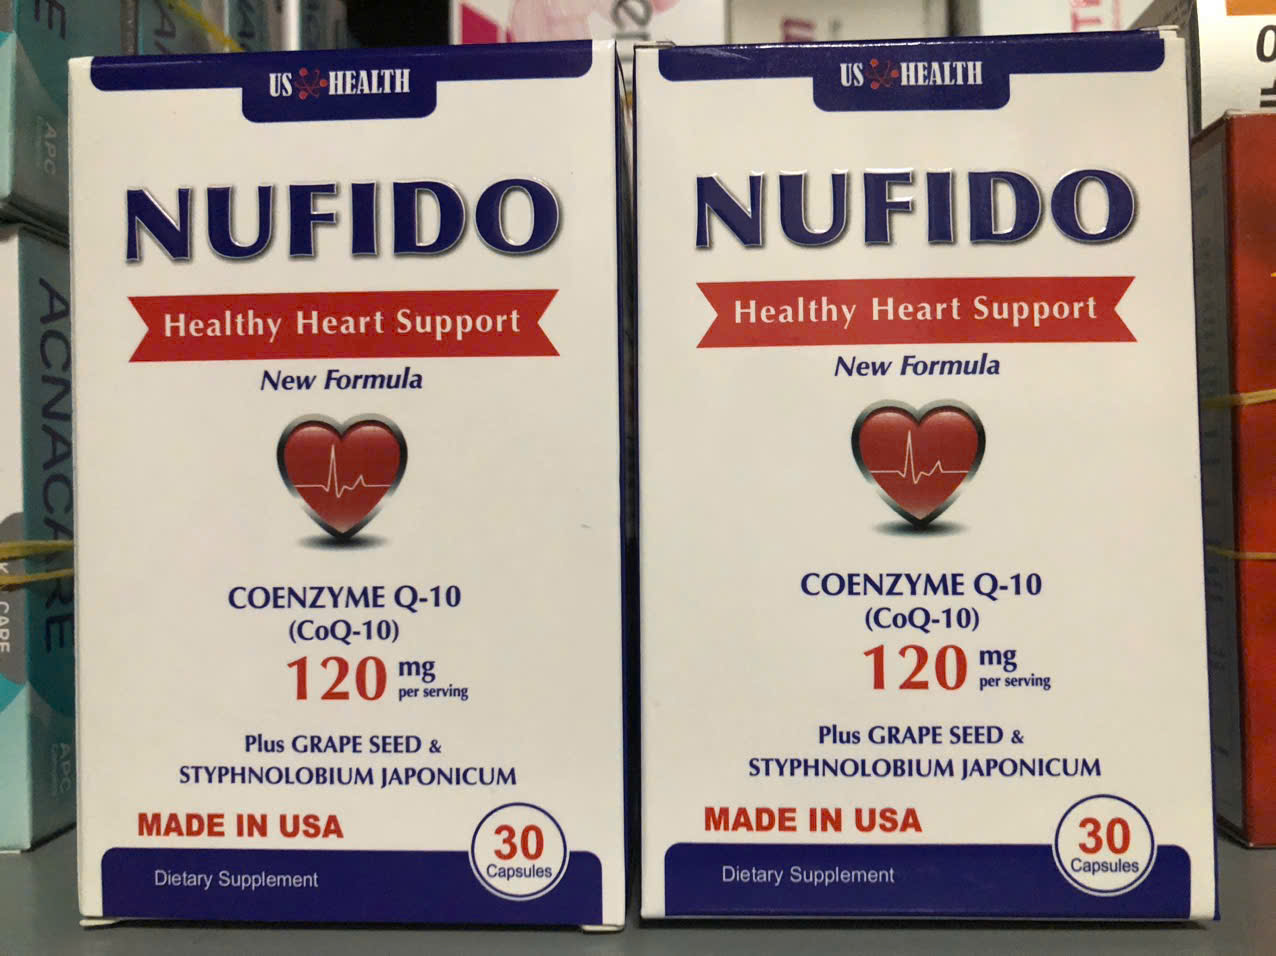 US HEALTH
NUFIDO
Healthy Heart Support
New Formula
COENZYME Q-10
(CoQ-10)
120 mg
per serving
Plus GRAPE SEED &
STYPHNOLOBIUM JAPONICUM
MADE IN USA
30
Capsules
Dietary Supplement
US HEALTH
NUFIDO
Healthy Heart Support
New Formula
COENZYME Q-10
(CoQ-10)
120 mg
per serving
Plus GRAPE SEED &
STYPHNOLOBIUM JAPONICUM
MADE IN USA
30
Capsules
Dietary Supplement
ACNACARE
APC
APC
CARE